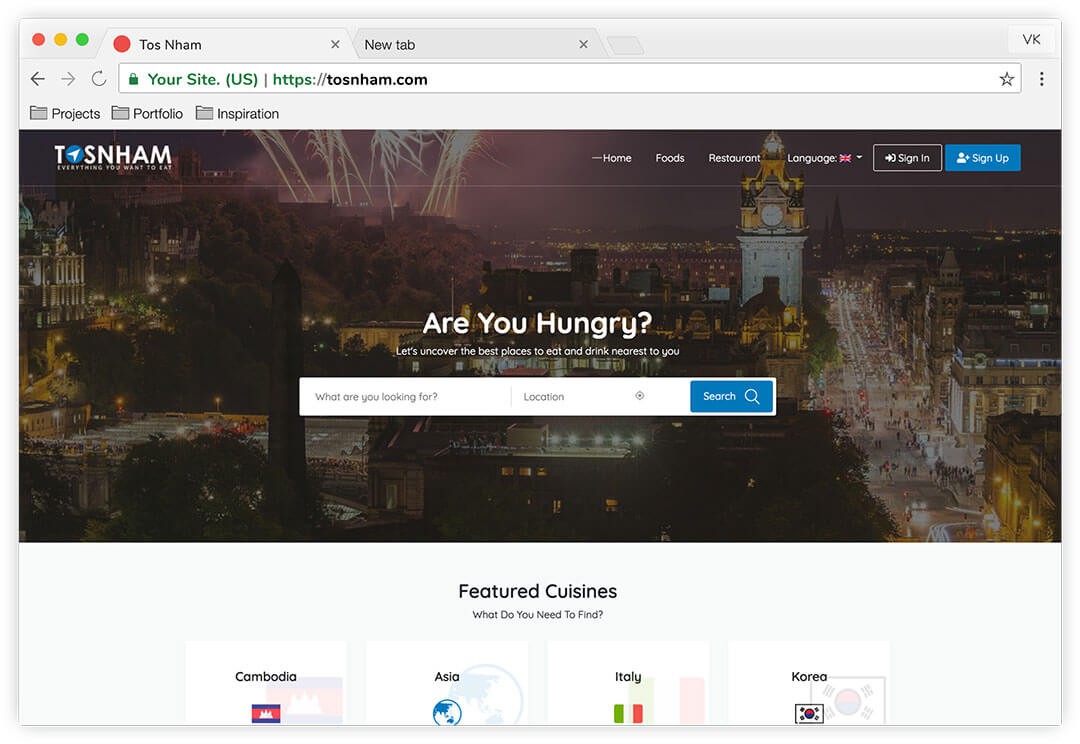 Tos Nham
New tab
VK
Your Site. (US) | https://tosnham.com
Projects
Portfolio
Inspiration
TOSNHAM
EVERYTHING YOU WANT TO EAT
Home
Foods
Restaurant
Language:
Sign In
Sign Up
Are You Hungry?
Let's uncover the best places to eat and drink nearest to you
What are you looking for?
Location
Search
Featured Cuisines
What Do You Need To Find?
Cambodia
Asia
Italy
Korea